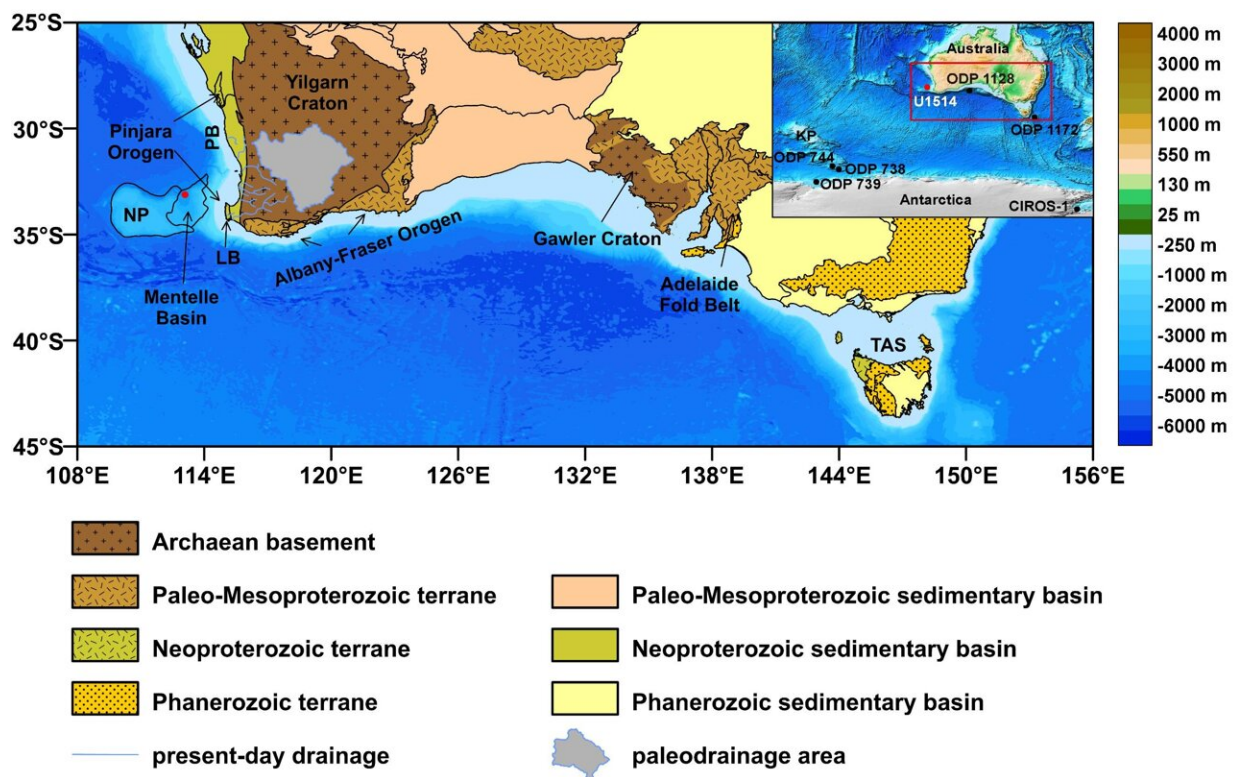 25°S
30°S
35°S
40°S
45°S
108°E
114°E
120°E
126°E
132°E
138°E
144°E
150°E
156°E
Yilgarn
Craton
Pinjara
Orogen
PB
NP
LB
Mentelle
Basin
Albany-Fraser Orogen
Gawler Craton
Adelaide
Fold Belt
TAS
Australia
ODP 1128
U1514
ODP 1172
KP
ODP 744
ODP 738
ODP 739
Antarctica
CIROS-1
4000 m
3000 m
2000 m
1000 m
550 m
130 m
25 m
-250 m
-1000 m
-2000 m
-3000 m
-4000 m
-5000 m
-6000 m
Archaean basement
Paleo-Mesoproterozoic terrane
Paleo-Mesoproterozoic sedimentary basin
Neoproterozoic terrane
Neoproterozoic sedimentary basin
Phanerozoic terrane
Phanerozoic sedimentary basin
present-day drainage
paleodrainage area